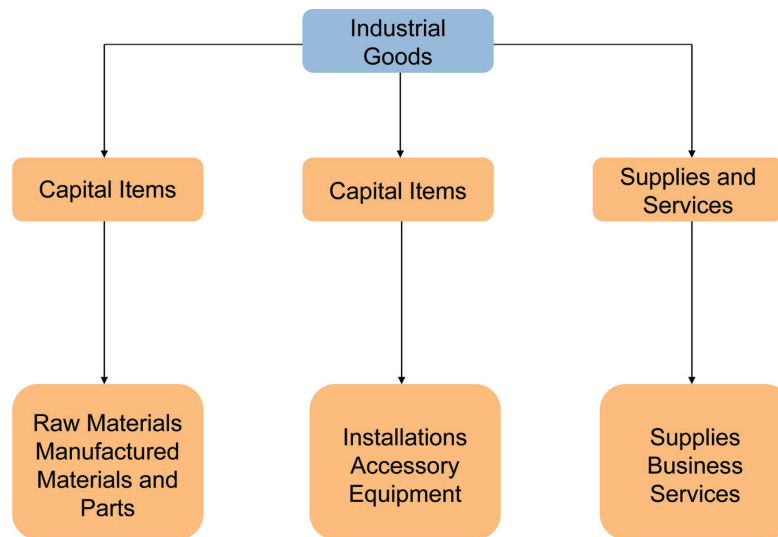 Industrial
Goods
Capital Items
Capital Items
Supplies and
Services
Raw Materials
Manufactured
Materials and
Parts
Installations
Accessory
Equipment
Supplies
Business
Services